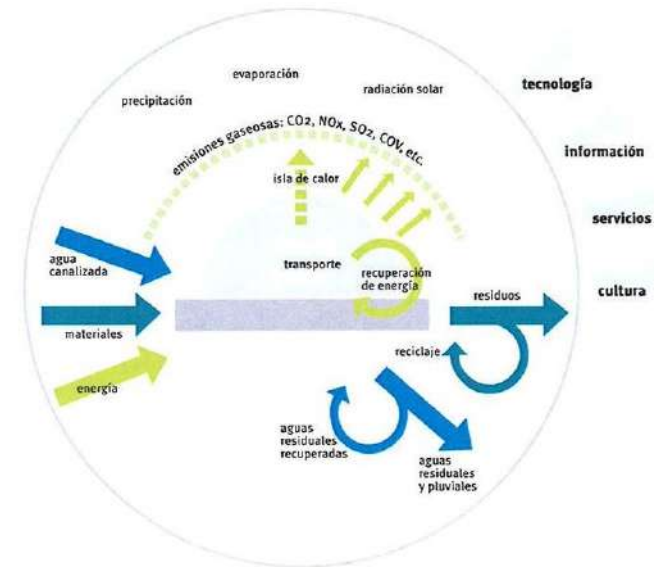 evaporación
precipitación
radiación solar
tecnología
emisiones gaseosas: CO2, NOx, SO2, COV, etc.
información
isla de calor
servicios
agua
canalizada
transporte
recuperación
de energía
cultura
residuos
materiales
reciclaje
energía
aguas
residuales
recuperadas
aguas
residuales
y pluviales